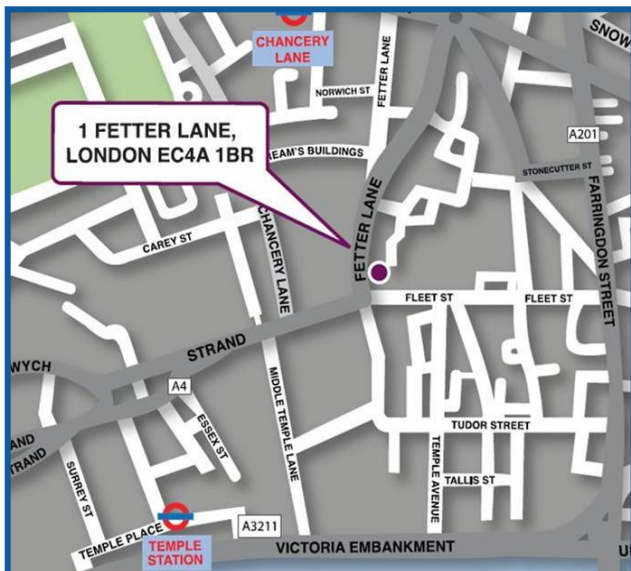 SNOW
CHANCERY
LANE
FETTER LANE
NORWICH ST
A201
1 FETTER LANE,
LONDON EC4A 1BR
REAM'S BUILDINGS
STONECUTTER ST
FETTER LANE
FARRINGDON STREET
CHANCERY LANE
CAREY ST
FLEET ST
FLEET ST
STRAND
WYCH
A4
MIDDLE TEMPLE LANE
ESSEX ST
TUDOR STREET
AND
TRAND
SURREY ST
TEMPLE AVENUE
TALLIS ST
TEMPLE PLACE
A3211
TEMPLE
STATION
VICTORIA EMBANKMENT
U